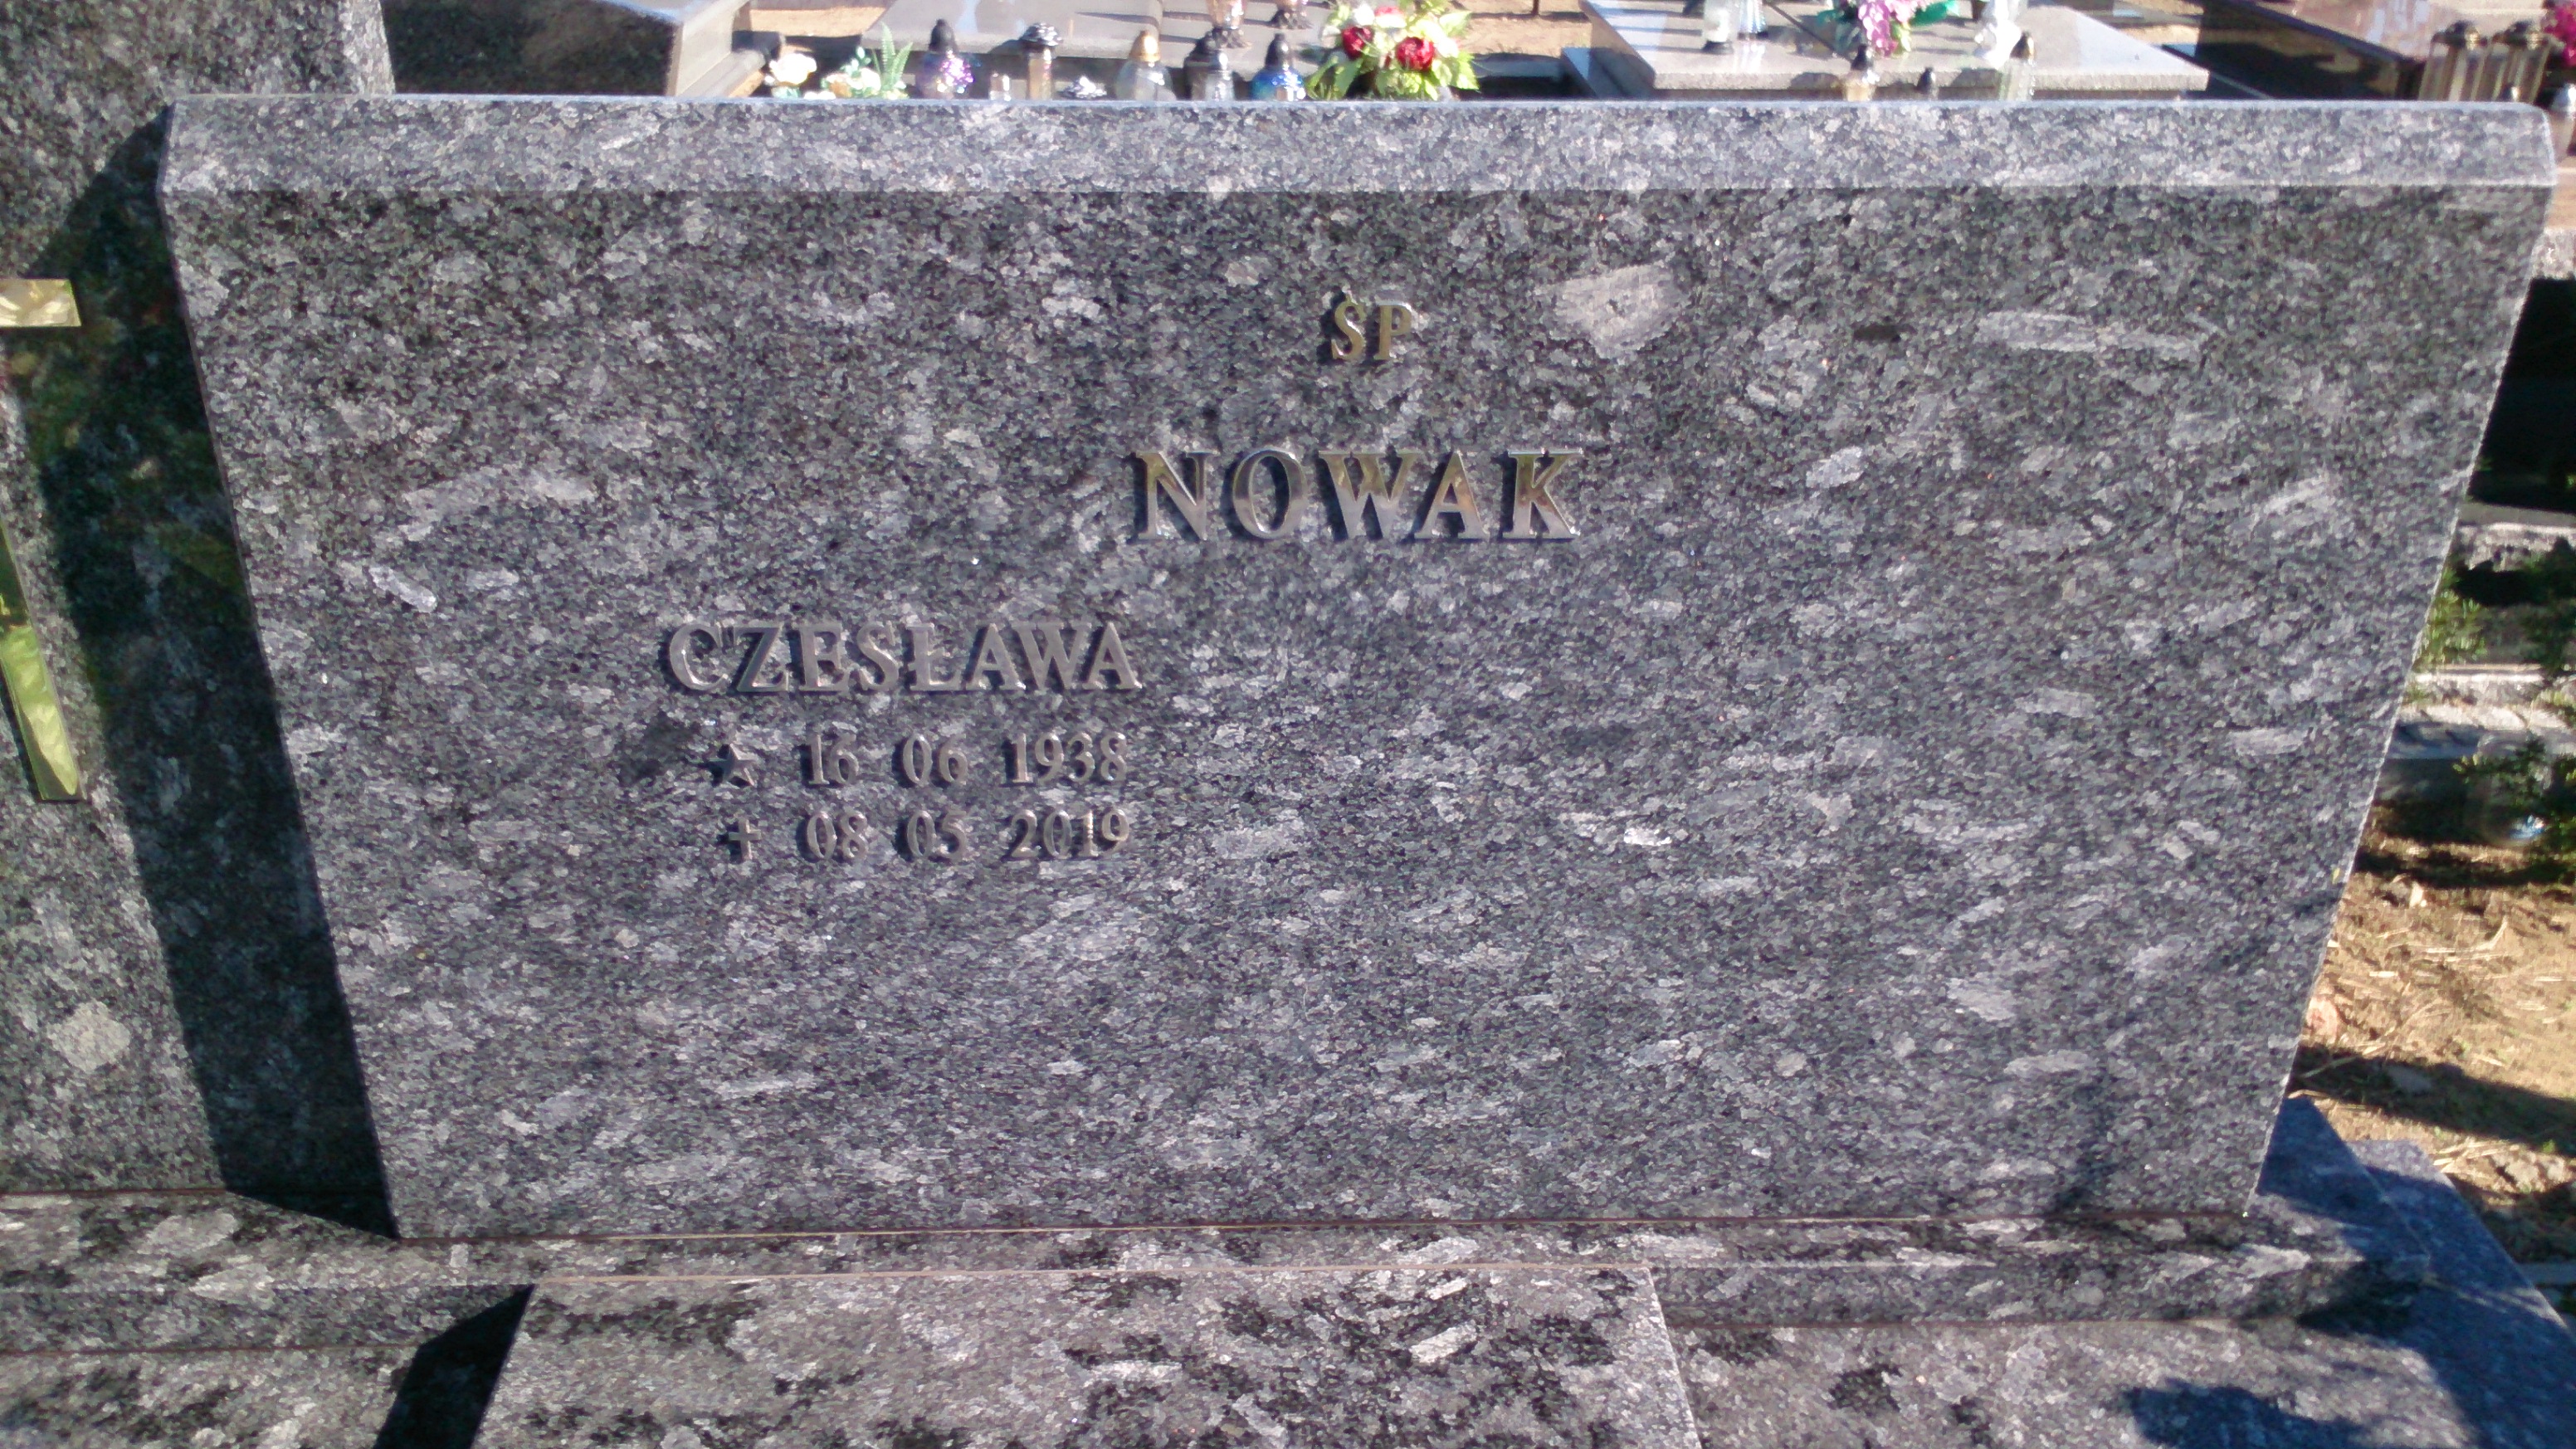 ŚP
NOWAK
CZESŁAWA
★ 16 06 1938
✝ 08 05 2019